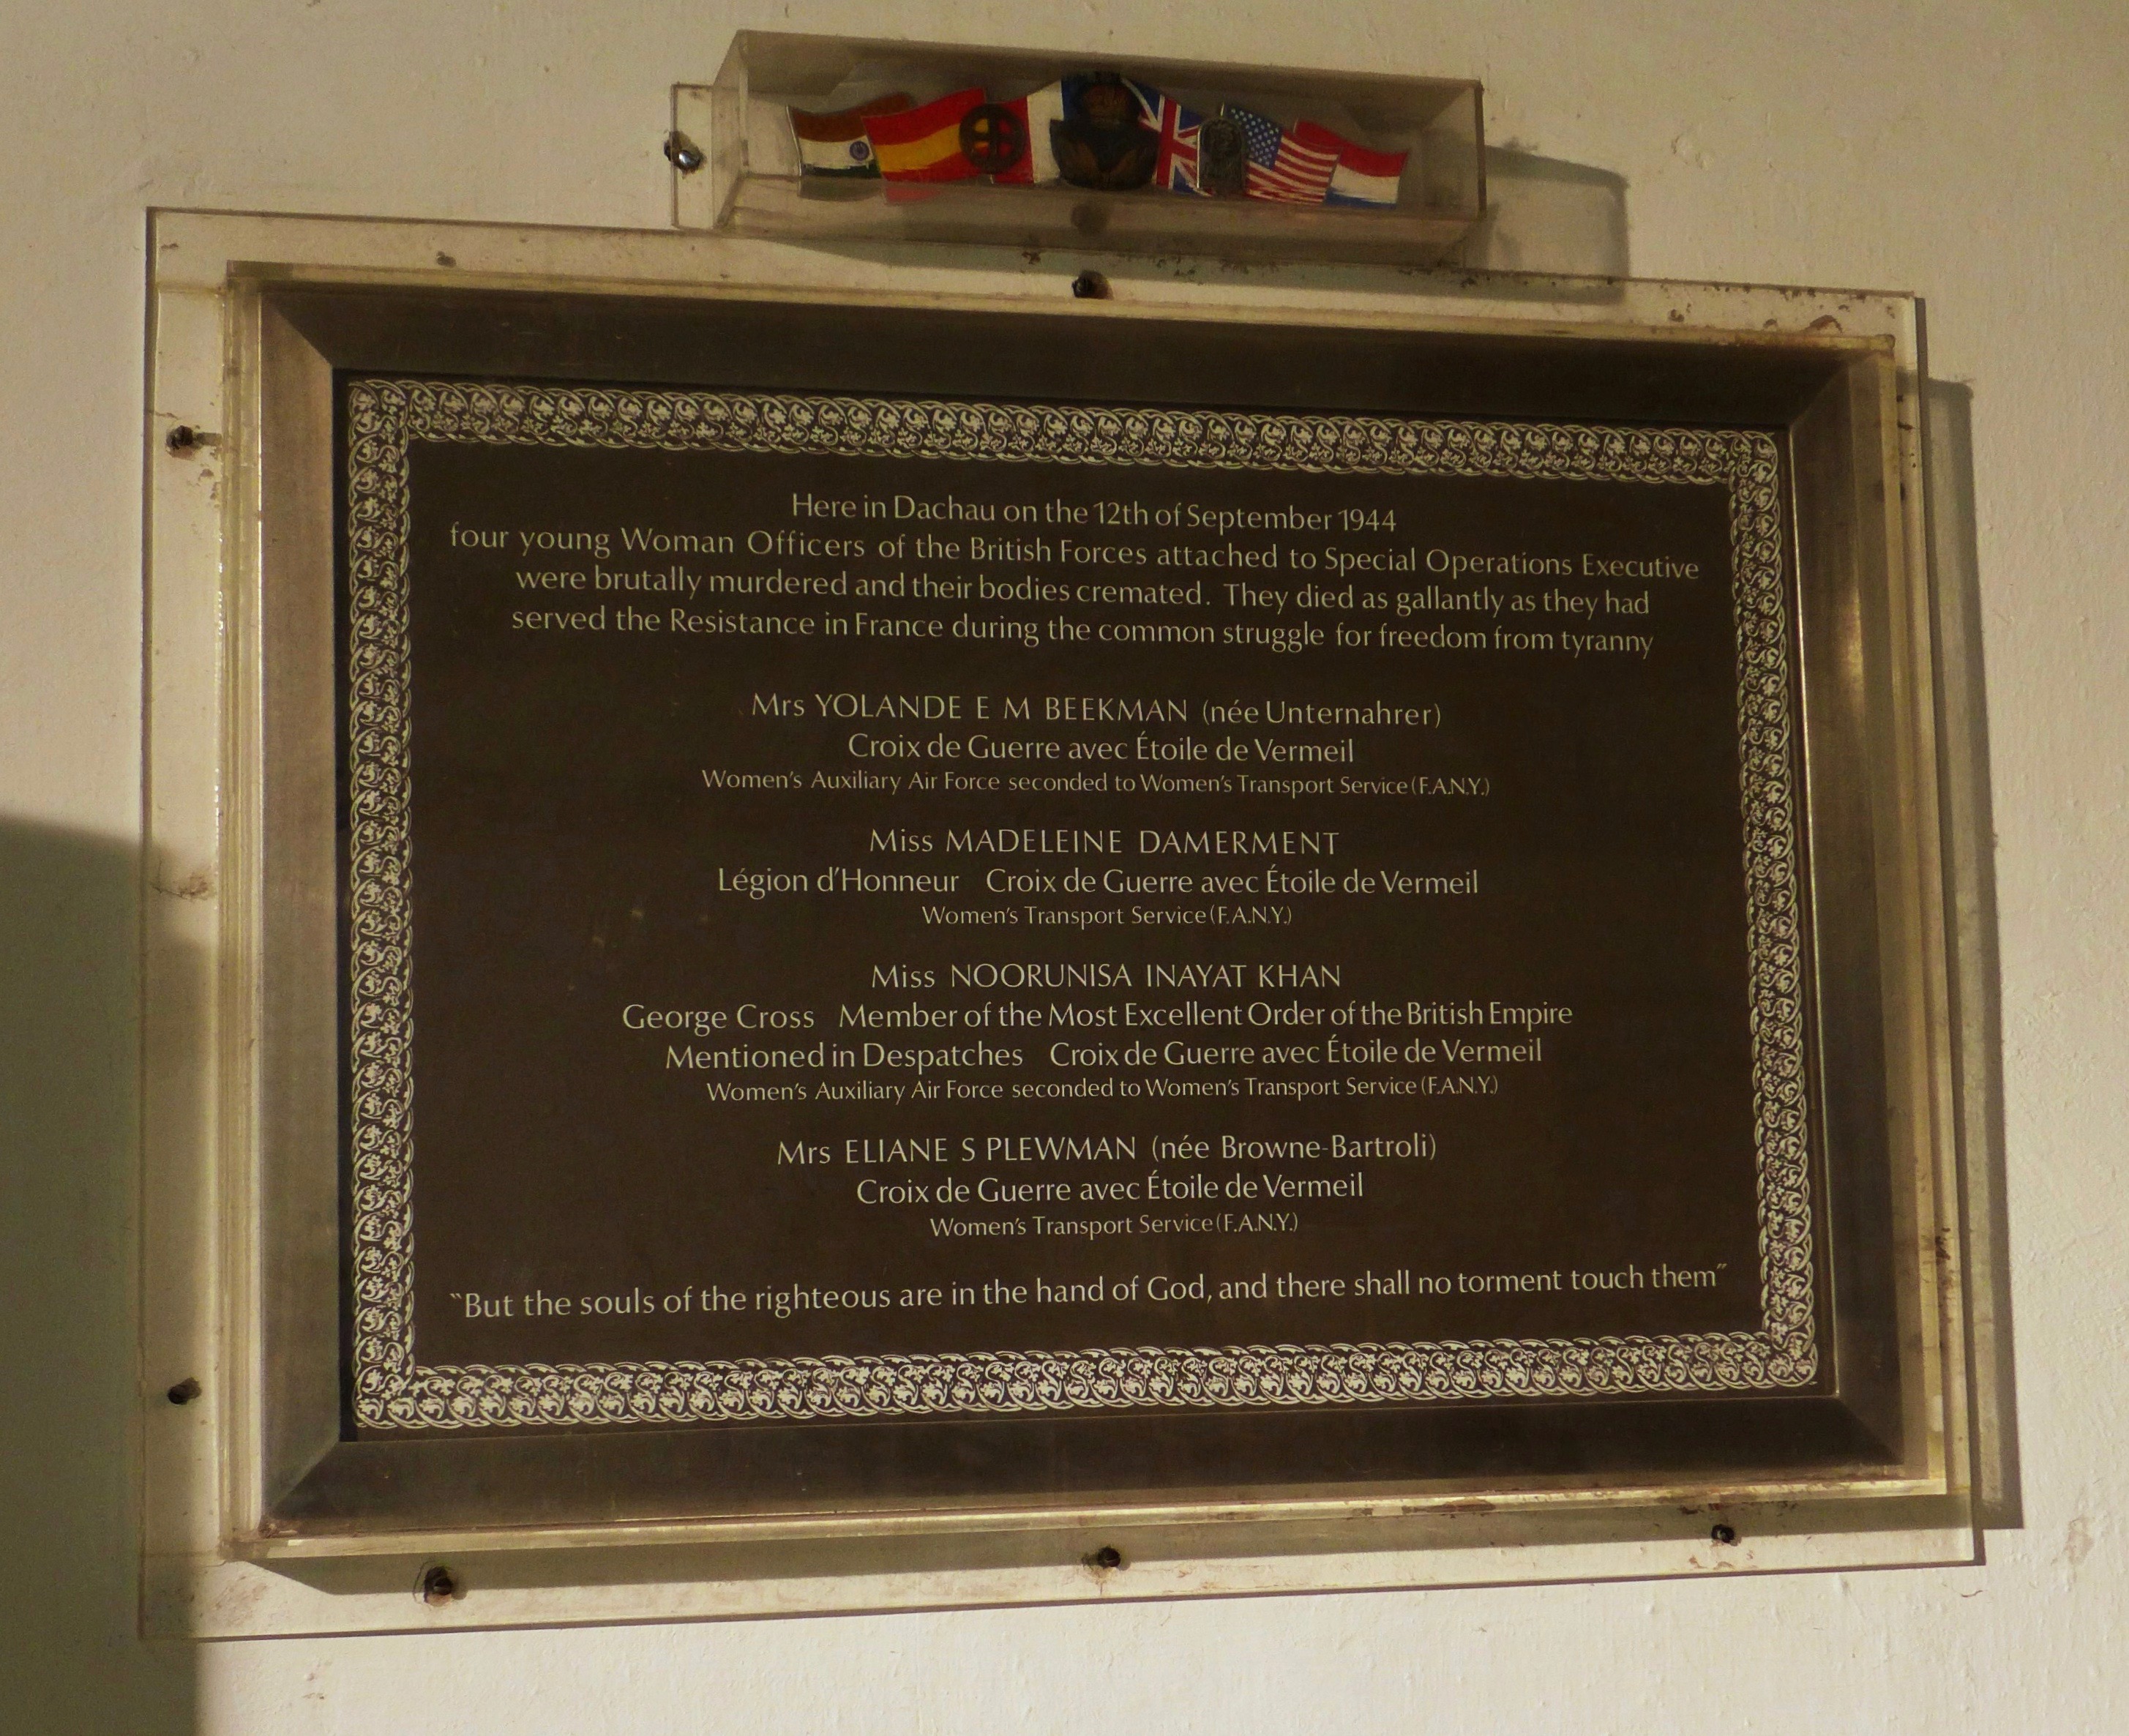 Here in Dachau on the 12th of September 1944
four young Woman Officers of the British Forces attached to Special Operations Executive
were brutally murdered and their bodies cremated. They died as gallantly as they had
served the Resistance in France during the common struggle for freedom from tyranny
Mrs YOLANDE E M BEEKMAN (née Unternahrer)
Croix de Guerre avec Étoile de Vermeil
Women's Auxiliary Air Force seconded to Women's Transport Service (F.A.N.Y.)
Miss MADELEINE DAMERMENT
Légion d'Honneur Croix de Guerre avec Étoile de Vermeil
Women's Transport Service (F.A.N.Y.)
Miss NOORUNISA INAYAT KHAN
George Cross Member of the Most Excellent Order of the British Empire
Mentioned in Despatches Croix de Guerre avec Étoile de Vermeil
Women's Auxiliary Air Force seconded to Women's Transport Service (F.A.N.Y.)
Mrs ELIANE S PLEWMAN (née Browne-Bartroli)
Croix de Guerre avec Étoile de Vermeil
Women's Transport Service (F.A.N.Y.)
"But the souls of the righteous are in the hand of God, and there shall no torment touch them"